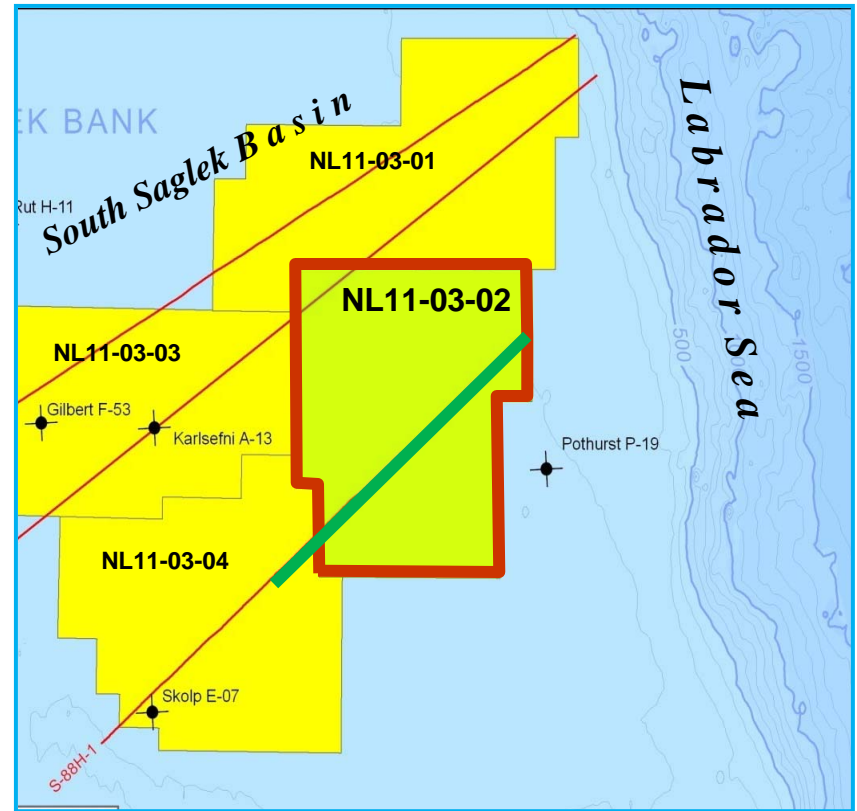 EK BANK
South Saglek Basin
Labrador Sea
NL11-03-01
Rut H-11
NL11-03-02
500
1500
NL11-03-03
Gilbert F-53
Karlsefni A-13
Pothurst P-19
NL11-03-04
Skolp E-07
S-88H-1